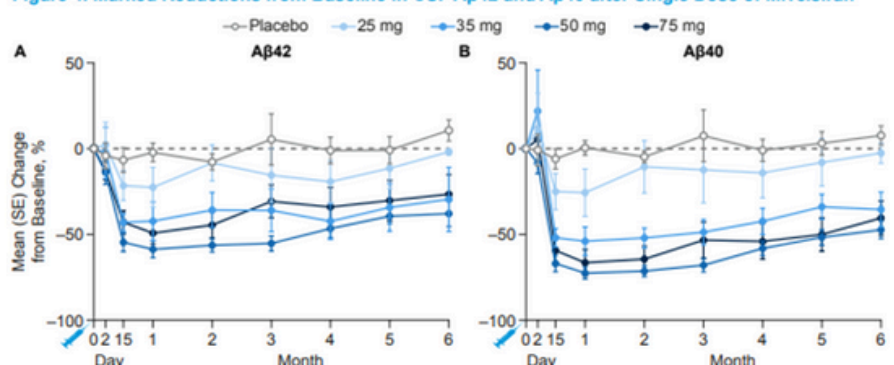 Placebo 25 mg 35 mg 50 mg 75 mg
A Aβ42
Mean (SE) Change
from Baseline, %
50
0
−50
−100
0 2 15 1 2 3 4 5 6
Day Month
B Aβ40
50
0
−50
−100
0 2 15 1 2 3 4 5 6
Day Month